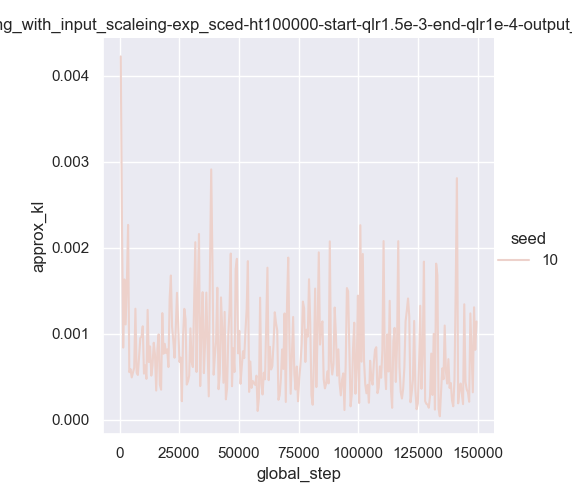 ng_with_input_scaleing-exp_sced-ht100000-start-qlr1.5e-3-end-qlr1e-4-output_
0.004
0.003
0.002
0.001
0.000
approx_kl
0 25000 50000 75000 100000 125000 150000
global_step
seed
10